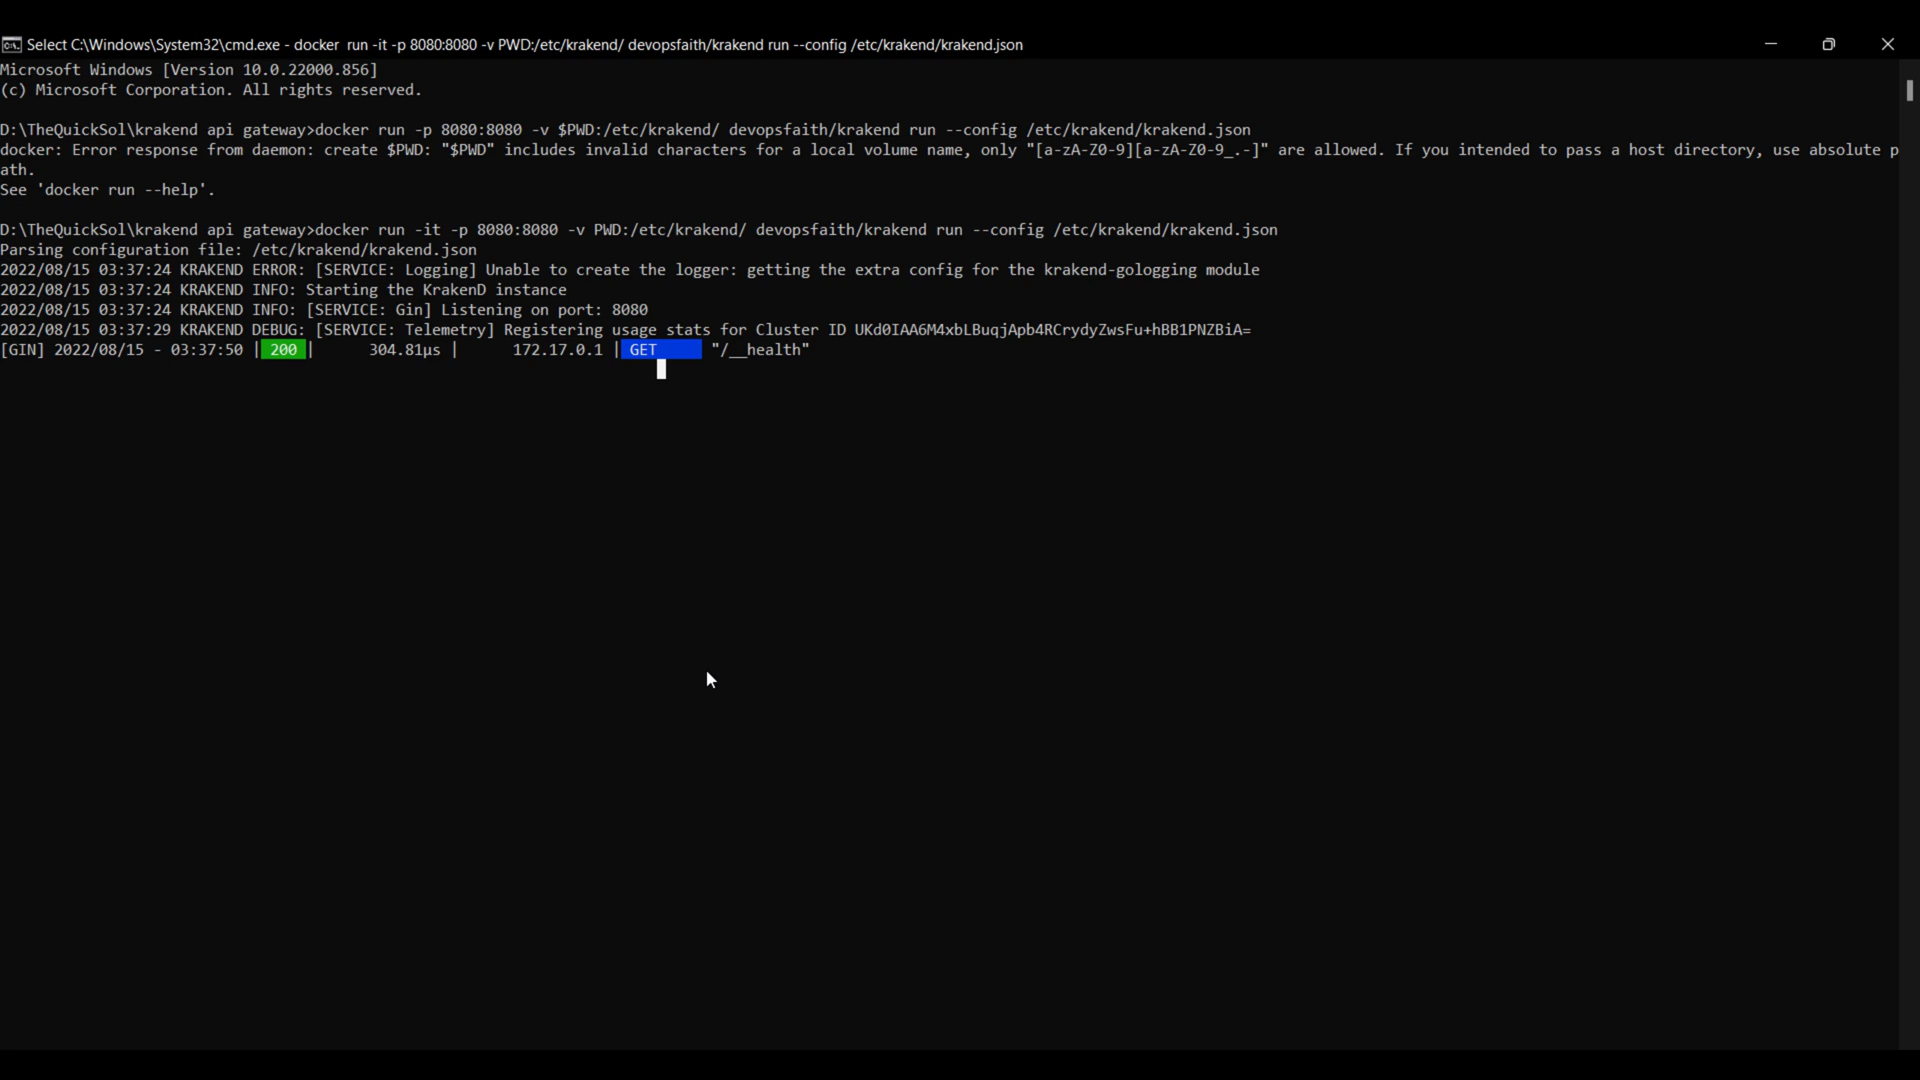 Select C:\Windows\System32\cmd.exe - docker  run -it -p 8080:8080 -v PWD:/etc/krakend/ devopsfaith/krakend run --config /etc/krakend/krakend.json
Microsoft Windows [Version 10.0.22000.856]
(c) Microsoft Corporation. All rights reserved.
D:\TheQuickSol\krakend api gateway>docker run -p 8080:8080 -v $PWD:/etc/krakend/ devopsfaith/krakend run --config /etc/krakend/krakend.json
docker: Error response from daemon: create $PWD: "$PWD" includes invalid characters for a local volume name, only "[a-zA-Z0-9][a-zA-Z0-9_.-]" are allowed. If you intended to pass a host directory, use absolute p
ath.
See 'docker run --help'.
D:\TheQuickSol\krakend api gateway>docker run -it -p 8080:8080 -v PWD:/etc/krakend/ devopsfaith/krakend run --config /etc/krakend/krakend.json
Parsing configuration file: /etc/krakend/krakend.json
2022/08/15 03:37:24 KRAKEND ERROR: [SERVICE: Logging] Unable to create the logger: getting the extra config for the krakend-gologging module
2022/08/15 03:37:24 KRAKEND INFO: Starting the KrakenD instance
2022/08/15 03:37:24 KRAKEND INFO: [SERVICE: Gin] Listening on port: 8080
2022/08/15 03:37:29 KRAKEND DEBUG: [SERVICE: Telemetry] Registering usage stats for Cluster ID UKd0IAA6M4xbLBuqjApb4RCrydyZwsFu+hBB1PNZBiA=
[GIN] 2022/08/15 - 03:37:50 | 200 |      304.81µs |      172.17.0.1 | GET      "/__health"